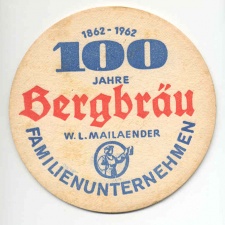 1862-1962
100
JAHRE
Bergbräu
W.L. MAILAENDER
FAMILIENUNTERNEHMEN